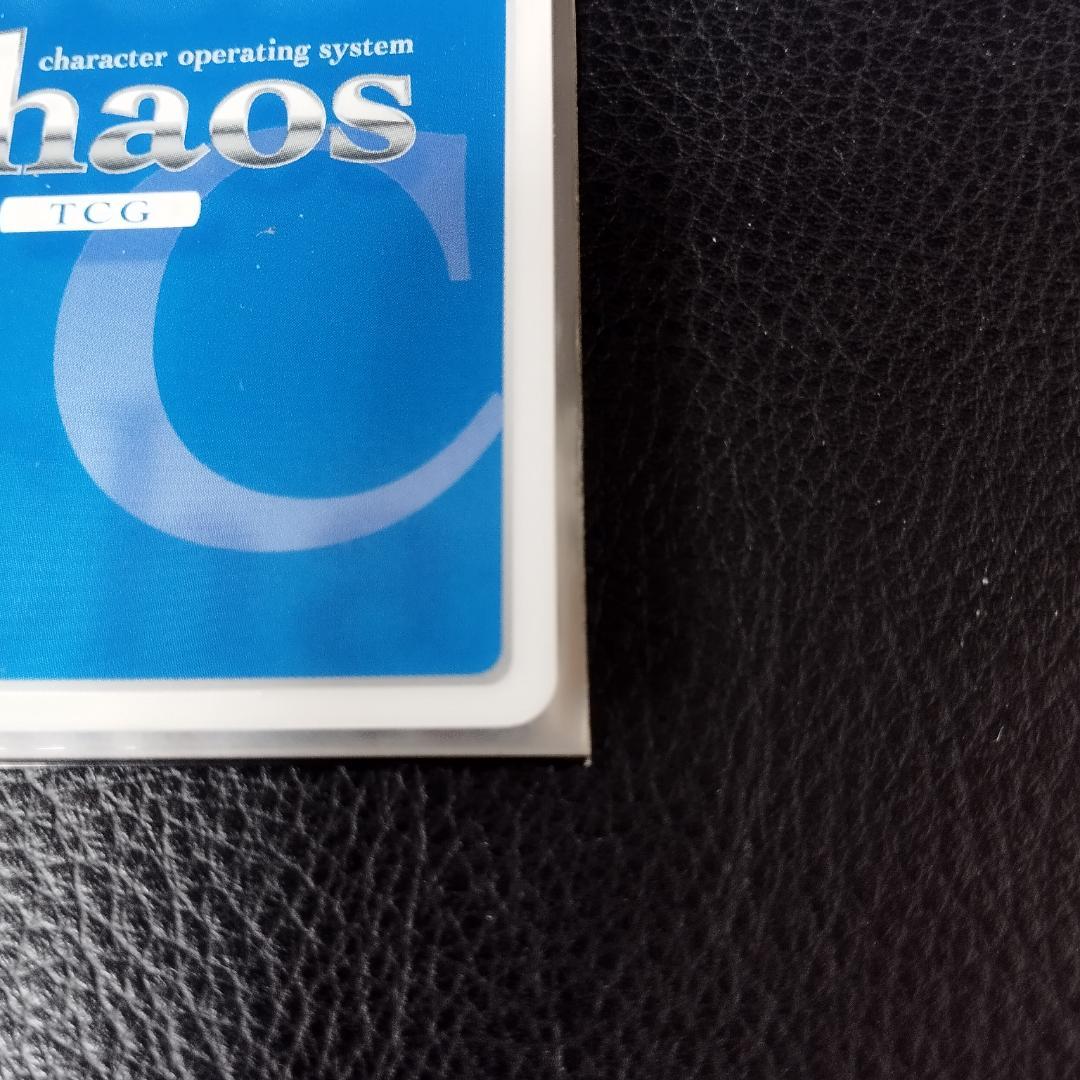 character operating system
haos
TCG
C